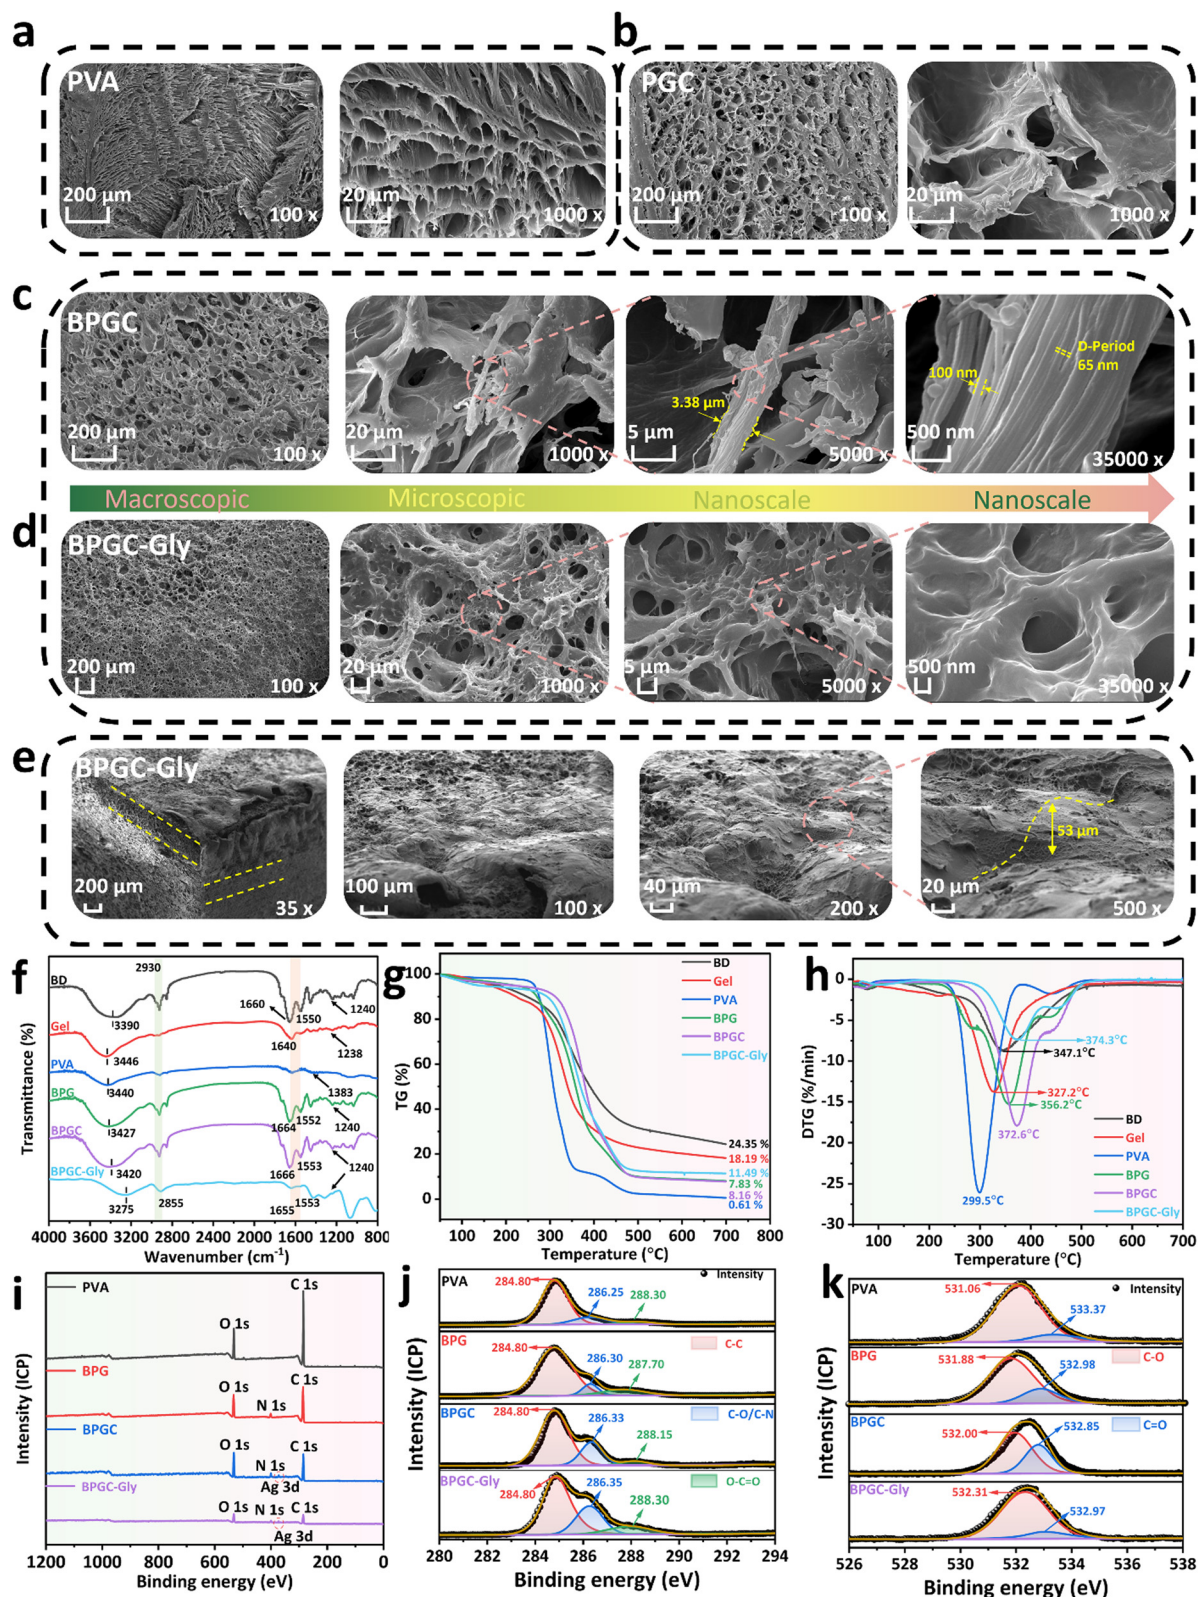 a
b
PVA
200 μm
100 x
20 μm
1000 x
PGC
200 μm
100 x
20 μm
1000 x
c
BPGC
200 μm
100 x
20 μm
1000 x
3.38 μm
5 μm
5000 x
100 nm
D-Period
65 nm
500 nm
35000 x
Macroscopic
Microscopic
Nanoscale
Nanoscale
d
BPGC-Gly
200 μm
100 x
20 μm
1000 x
5 μm
5000 x
500 nm
35000 x
e
BPGC-Gly
200 μm
35 x
100 μm
100 x
40 μm
200 x
53 μm
20 μm
500 x
f
2930
BD
1660
1550
1240
3390
Gel
3446
1640
1238
PVA
3440
1383
BPG
3427
1664
1552
1240
BPGC
3420
1666
1553
1240
BPGC-Gly
3275
2855
1655
1553
Transmittance (%)
4000 3600 3200 2800 2400 2000 1600 1200 800
Wavenumber (cm⁻¹)
g
100
80
60
40
20
0
TG (%)
BD
Gel
PVA
BPG
BPGC
BPGC-Gly
24.35 %
18.19 %
11.49 %
7.83 %
8.16 %
0.61 %
100 200 300 400 500 600 700 800
Temperature (°C)
h
0
-5
-10
-15
-20
-25
-30
DTG (%/min)
374.3°C
347.1°C
327.2°C
356.2°C
372.6°C
299.5°C
BD
Gel
PVA
BPG
BPGC
BPGC-Gly
100 200 300 400 500 600 700
Temperature (°C)
i
PVA
C 1s
O 1s
BPG
O 1s
N 1s
C 1s
BPGC
O 1s
N 1s
C 1s
Ag 3d
BPGC-Gly
O 1s
N 1s
C 1s
Ag 3d
Intensity (ICP)
1200 1000 800 600 400 200 0
Binding energy (eV)
j
PVA
284.80
286.25
288.30
Intensity
BPG
284.80
286.30
287.70
C-C
BPGC
284.80
286.33
288.15
C-O/C-N
BPGC-Gly
284.80
286.35
288.30
O-C=O
Intensity (ICP)
280 282 284 286 288 290 292 294
Binding energy (eV)
k
PVA
531.06
533.37
Intensity
BPG
531.88
532.98
C-O
BPGC
532.00
532.85
C=O
BPGC-Gly
532.31
532.97
Intensity (ICP)
526 528 530 532 534 536 538
Binding energy (eV)